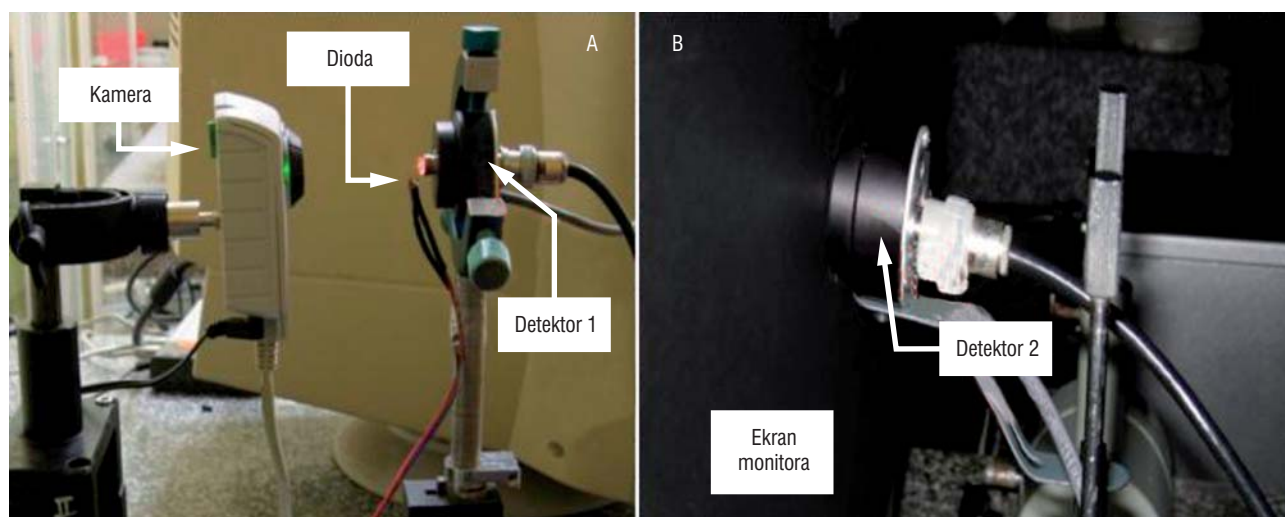 A
Dioda
Kamera
Detektor 1
B
Detektor 2
Ekran
monitora